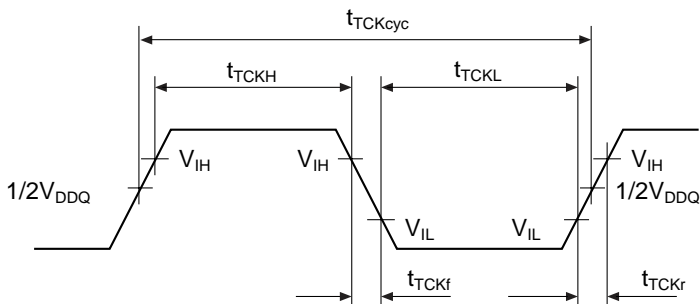 tTCKcyc
tTCKH
tTCKL
VIH
VIH
VIH
1/2VDDQ
1/2VDDQ
VIL
VIL
tTCKf
tTCKr